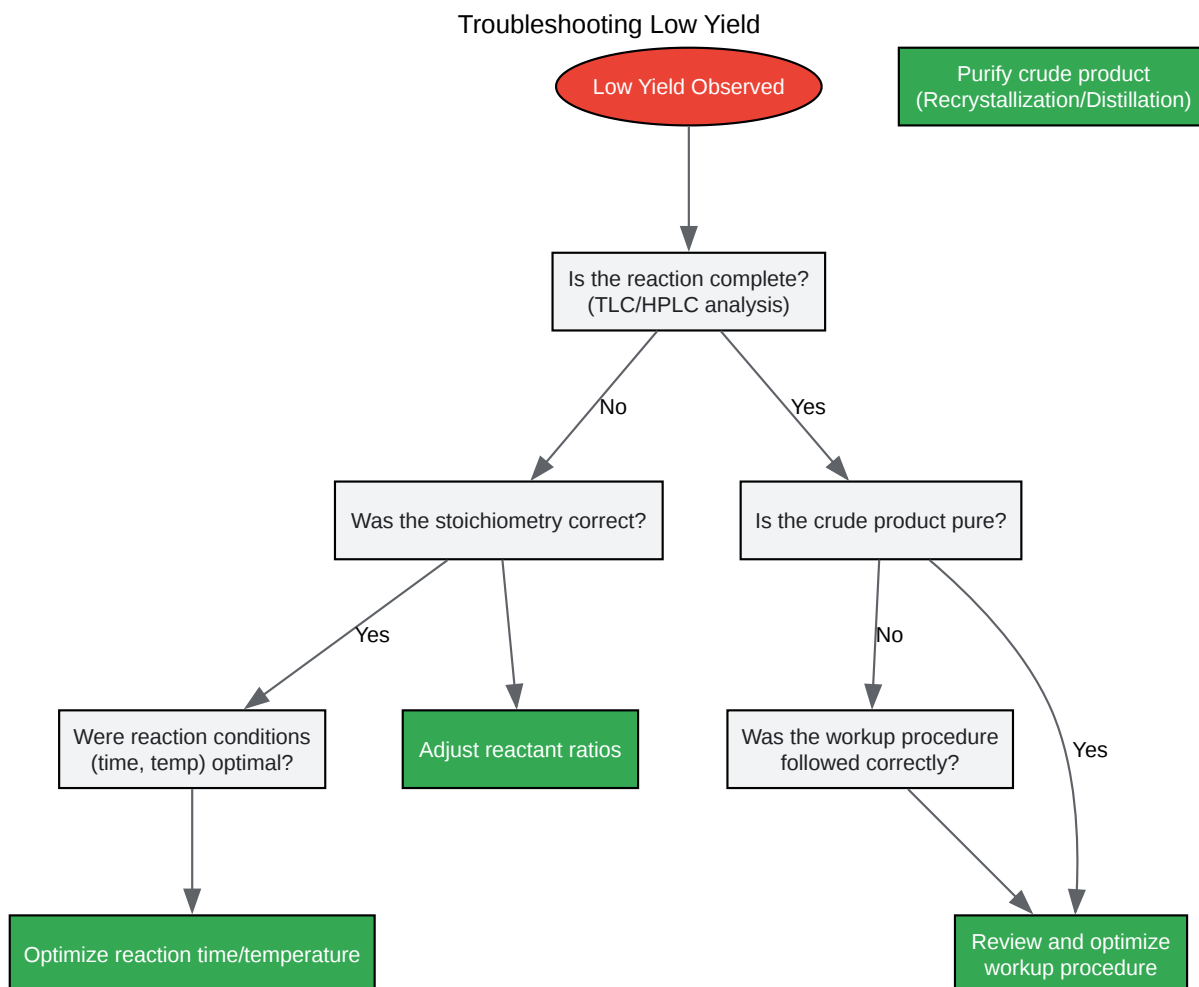 Troubleshooting Low Yield
Low Yield Observed
Purify crude product
(Recrystallization/Distillation)
Is the reaction complete?
(TLC/HPLC analysis)
No
Yes
Was the stoichiometry correct?
Is the crude product pure?
Yes
No
Were reaction conditions
(time, temp) optimal?
Adjust reactant ratios
Was the workup procedure
followed correctly?
Yes
Optimize reaction time/temperature
Review and optimize
workup procedure